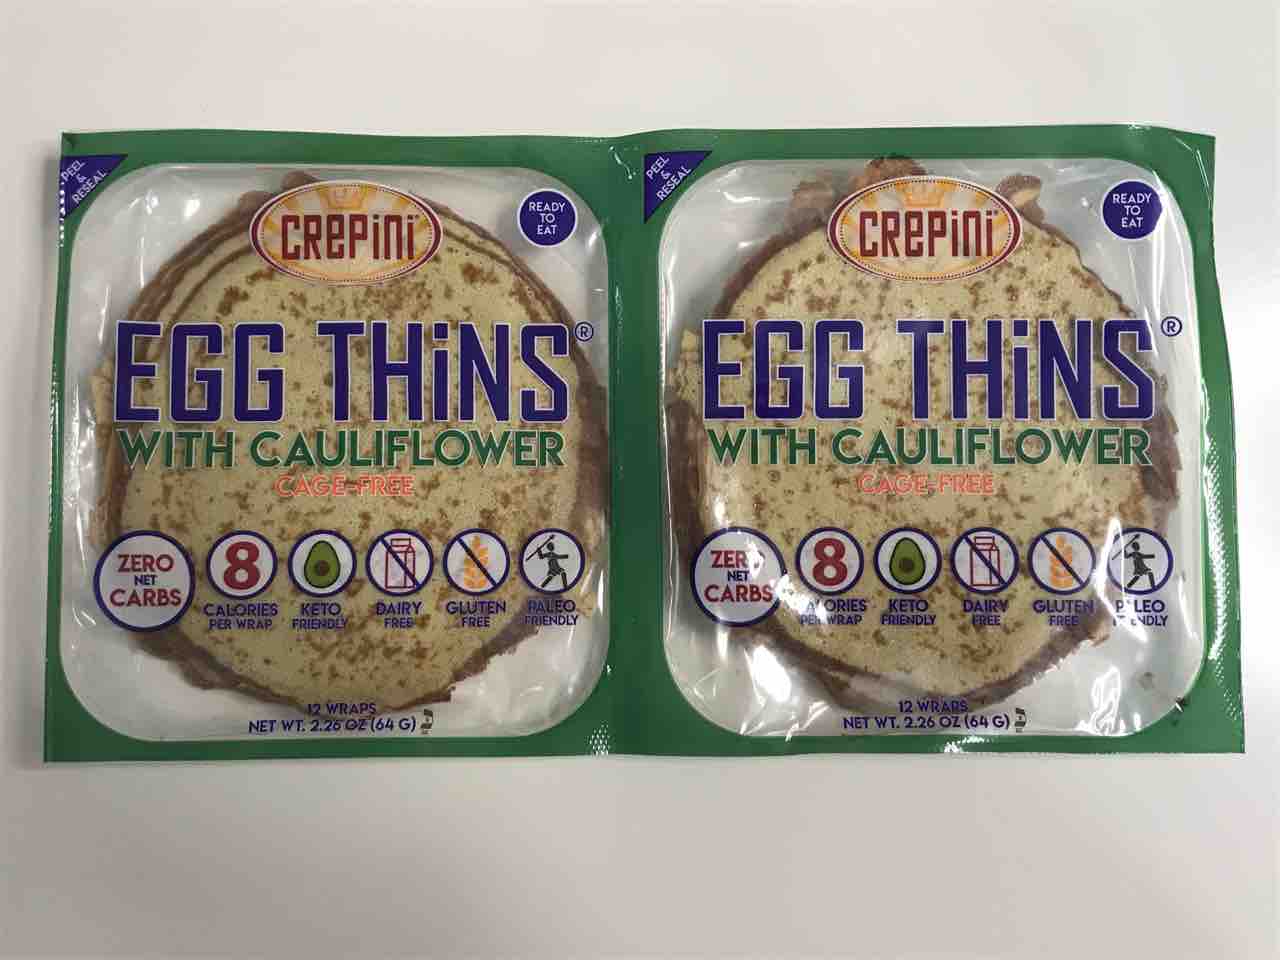 PEEL
&
RESEAL
CREPiNi
READY
TO
EAT
EGG THiNS®
WITH CAULIFLOWER
CAGE-FREE
ZERO
NET
CARBS
8
CALORIES
PER WRAP
KETO
FRIENDLY
DAIRY
FREE
GLUTEN
FREE
PALEO
FRIENDLY
12 WRAPS
NET WT. 2.26 OZ (64 G)
PEEL
&
RESEAL
CREPiNi
READY
TO
EAT
EGG THiNS®
WITH CAULIFLOWER
CAGE-FREE
ZERO
NET
CARBS
8
CALORIES
PER WRAP
KETO
FRIENDLY
DAIRY
FREE
GLUTEN
FREE
PALEO
FRIENDLY
12 WRAPS
NET WT. 2.26 OZ (64 G)